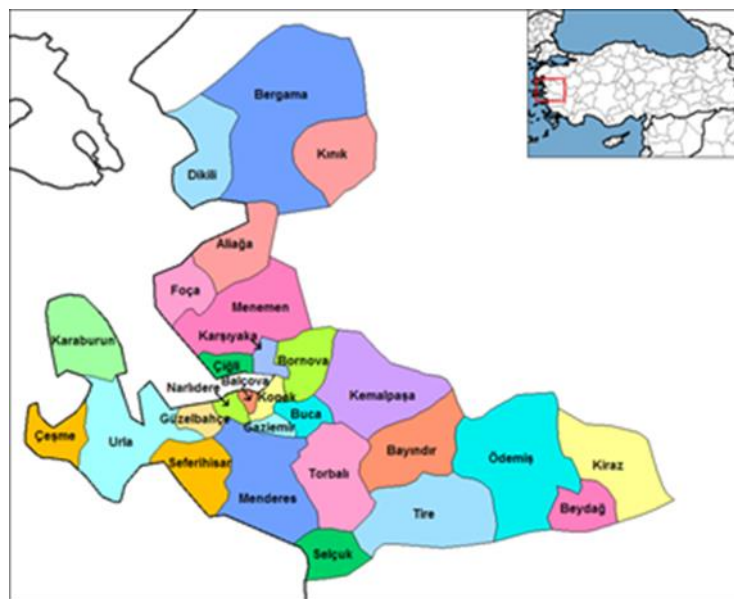 Bergama
Kınık
Dikili
Aliağa
Foça
Menemen
Karşıyaka
Karaburun
Çiğli
Bornova
Narlıdere
Balçova
Konak
Kemalpaşa
Güzelbahçe
Buca
Gaziemir
Çeşme
Urla
Seferihisar
Bayındır
Ödemiş
Kiraz
Torbalı
Menderes
Tire
Beydağ
Selçuk